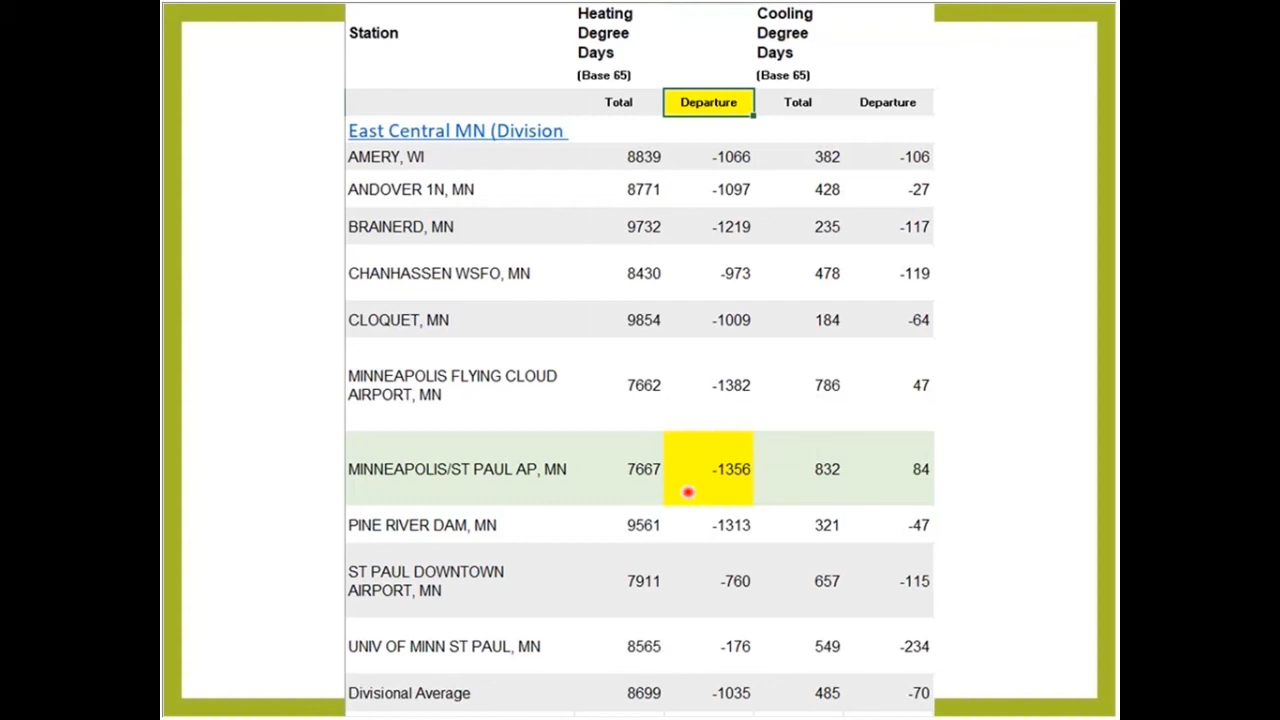 Station Heating Degree Days (Base 65) Cooling Degree Days (Base 65)
Total Departure Total Departure
East Central MN (Division
AMERY, WI 8839 -1066 382 -106
ANDOVER 1N, MN 8771 -1097 428 -27
BRAINERD, MN 9732 -1219 235 -117
CHANHASSEN WSFO, MN 8430 -973 478 -119
CLOQUET, MN 9854 -1009 184 -64
MINNEAPOLIS FLYING CLOUD
AIRPORT, MN 7662 -1382 786 47
MINNEAPOLIS/ST PAUL AP, MN 7667 -1356 832 84
PINE RIVER DAM, MN 9561 -1313 321 -47
ST PAUL DOWNTOWN
AIRPORT, MN 7911 -760 657 -115
UNIV OF MINN ST PAUL, MN 8565 -176 549 -234
Divisional Average 8699 -1035 485 -70